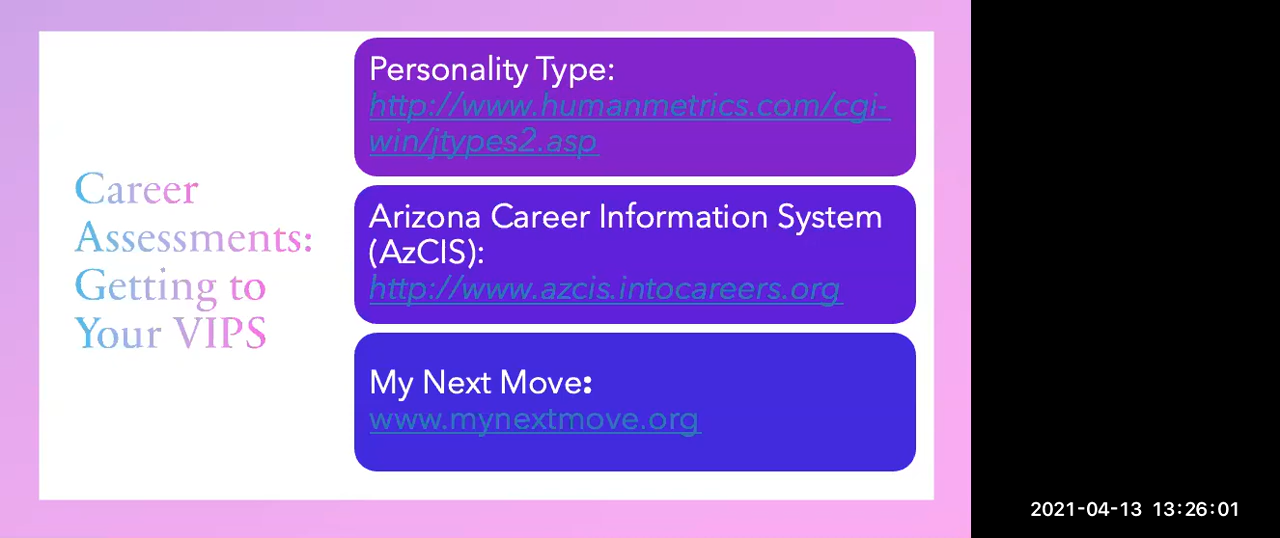 Career
Assessments:
Getting to
Your VIPS
Personality Type:
http://www.humanmetrics.com/cgi-
win/jtypes2.asp
Arizona Career Information System
(AzCIS):
http://www.azcis.intocareers.org
My Next Move:
www.mynextmove.org
2021-04-13 13:26:01